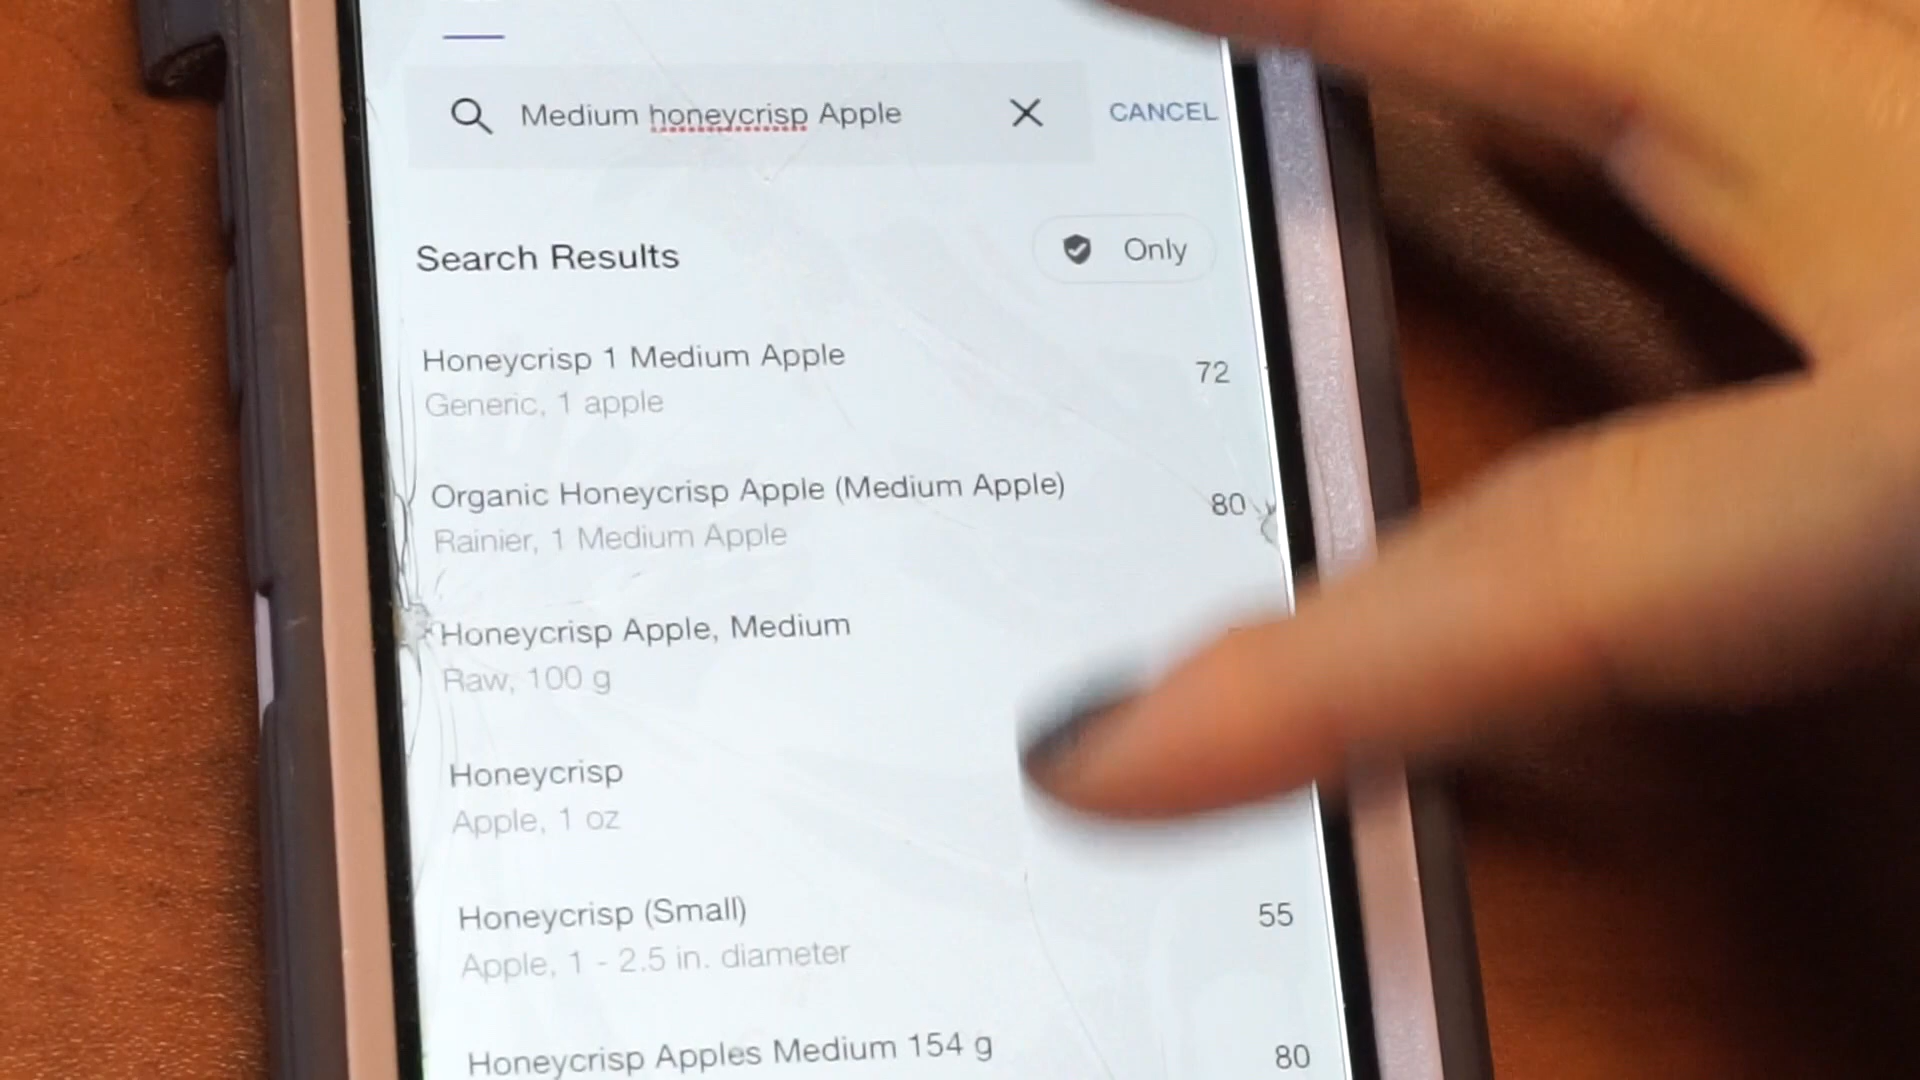 Medium honeycrisp Apple
CANCEL
Search Results
Only
Honeycrisp 1 Medium Apple
72
Generic, 1 apple
Organic Honeycrisp Apple (Medium Apple)
80
Rainier, 1 Medium Apple
Honeycrisp Apple, Medium
Raw, 100 g
Honeycrisp
Apple, 1 oz
Honeycrisp (Small)
55
Apple, 1 - 2.5 in. diameter
Honeycrisp Apples Medium 154 g
80